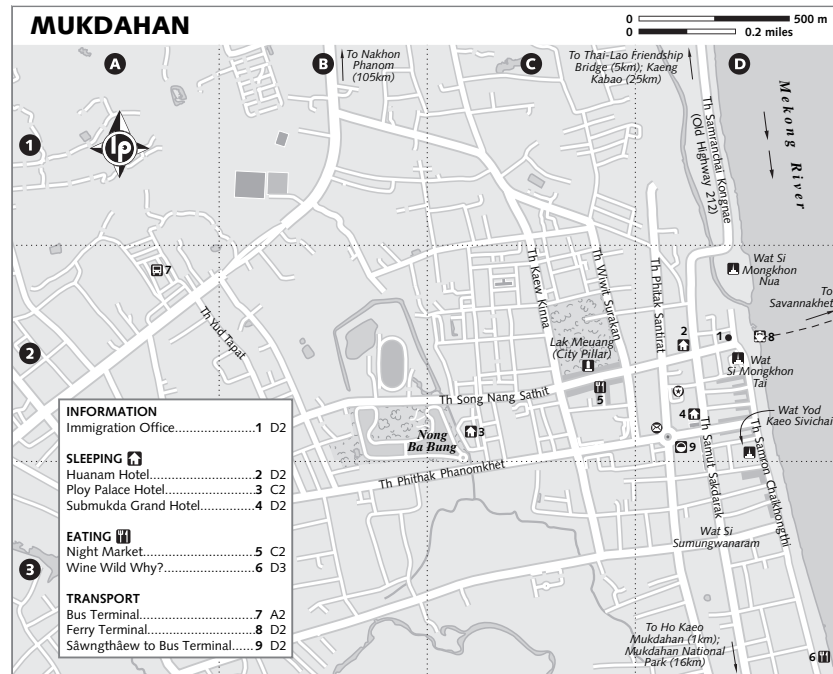 MUKDAHAN
0 500 m
0 0.2 miles
A
B
C
D
To Nakhon
Phanom
(105km)
To Thai-Lao Friendship
Bridge (5km); Kaeng
Kabao (25km)
Th Samranchai Kongnae
(Old Highway 212)
Mekong River
1
lp
7
Wat Si
Mongkhon
Nua
To
Savannakhet
Th Kaew Kinna
Th Wiwit Surakan
Th Phitak Santirat
Th Yud Tapat
2
2
1
8
Lak Meuang
(City Pillar)
Wat
Si Mongkhon
Tai
5
Th Song Nang Sathit
4
Wat Yod
Kaeo Sivichai
Nong
Ba Bung
3
9
Th Phithak Phanomkhet
Th Samut Sakdarak
Th Samron Chaikhongthi
Wat Si
Sumungwanaram
3
To Ho Kaeo
Mukdahan (1km);
Mukdahan National
Park (16km)
6
INFORMATION
Immigration Office..............................1 D2
SLEEPING
Huanam Hotel..............................2 D2
Ploy Palace Hotel..............................3 C2
Submukda Grand Hotel..............................4 D2
EATING
Night Market..............................5 C2
Wine Wild Why?..............................6 D3
TRANSPORT
Bus Terminal..............................7 A2
Ferry Terminal..............................8 D2
Sǎwngthǎew to Bus Terminal......9 D2